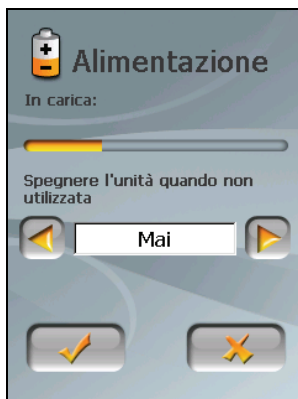 Alimentazione
In carica:
Spegnere l'unità quando non
utilizzata
Mai